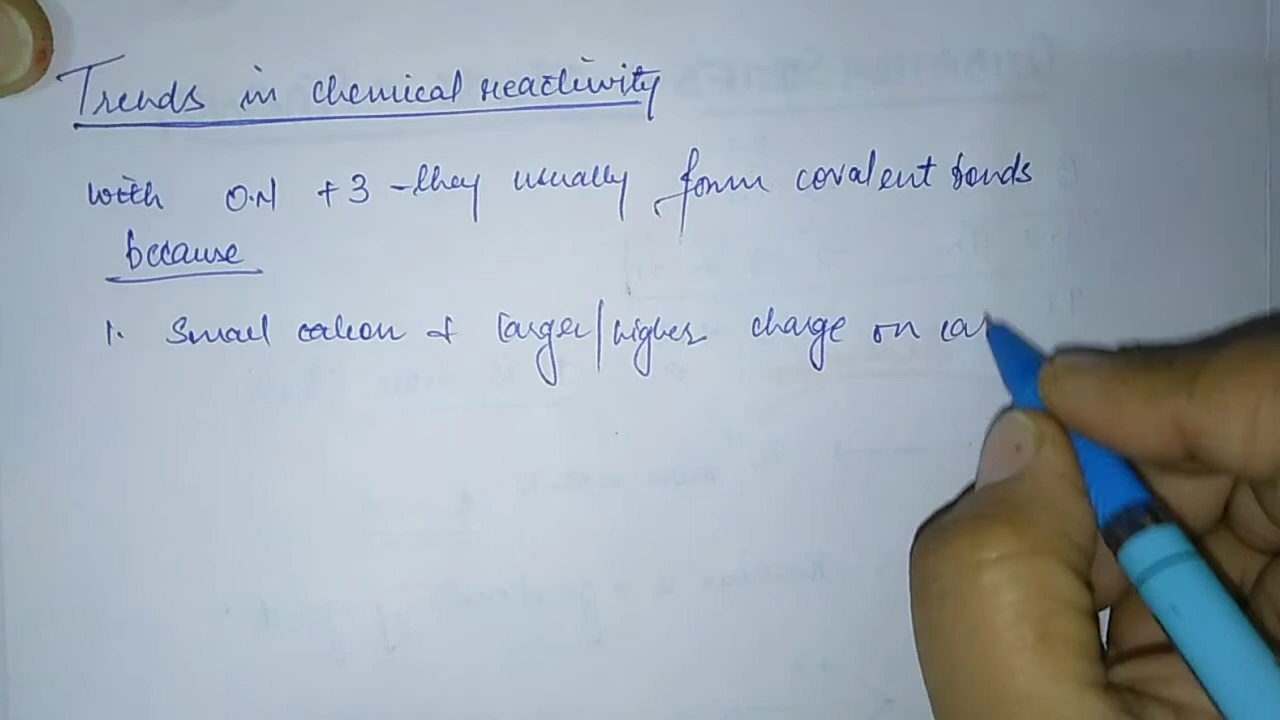 Trends in chemical reactivity
with O.N +3 they usually form covalent bonds
because
1. Small cation & larger/higher charge on ca